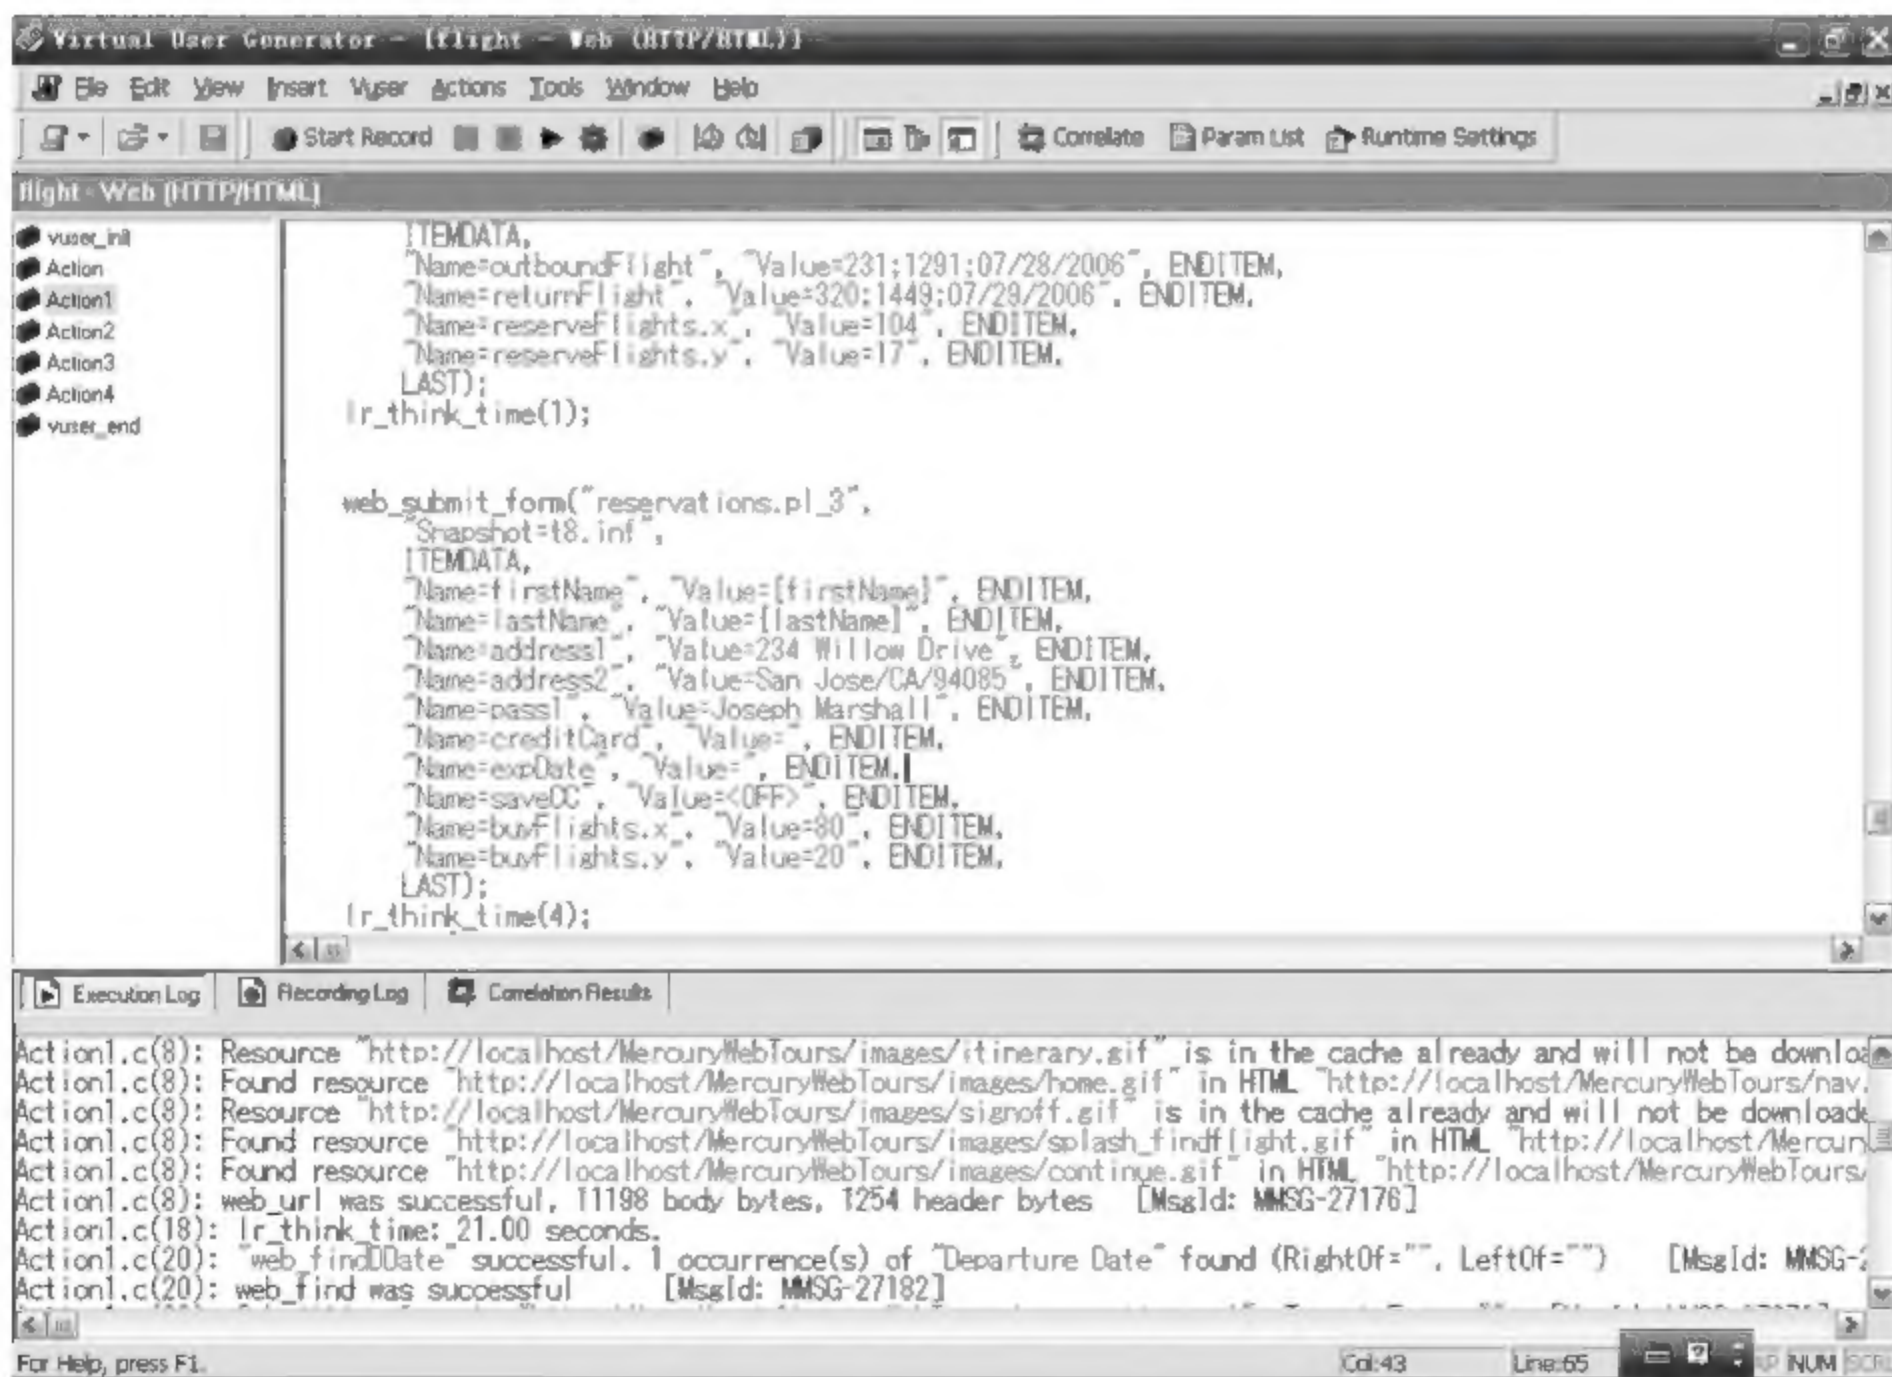 Virtual User Generator - [flight - Web (HTTP/HTML)]
File Edit View Insert Vuser Actions Tools Window Help
Start Record Correlate Param List Runtime Settings
flight - Web (HTTP/HTML)
vuser_init
Action
Action1
Action2
Action3
Action4
vuser_end
ITEMDATA,
"Name=outboundFlight", "Value=231;1291;07/28/2006", ENDITEM,
"Name=returnFlight", "Value=320;1449;07/29/2006", ENDITEM,
"Name=reserveFlights.x", "Value=104", ENDITEM,
"Name=reserveFlights.y", "Value=17", ENDITEM,
LAST);
lr_think_time(1);
web_submit_form("reservations.pl_3",
"Snapshot=t8.inf",
ITEMDATA,
"Name=firstName", "Value={firstName}", ENDITEM,
"Name=lastName", "Value={lastName}", ENDITEM,
"Name=address1", "Value=234 Willow Drive", ENDITEM,
"Name=address2", "Value=San Jose/CA/94085", ENDITEM,
"Name=pass1", "Value=Joseph Marshall", ENDITEM,
"Name=creditCard", "Value=", ENDITEM,
"Name=expDate", "Value=", ENDITEM,
"Name=saveCC", "Value=<OFF>", ENDITEM,
"Name=buyFlights.x", "Value=80", ENDITEM,
"Name=buyFlights.y", "Value=20", ENDITEM,
LAST);
lr_think_time(4);
Execution Log Recording Log Correlation Results
Action1.c(8): Resource "http://localhost/MercuryWebTours/images/itinerary.gif" is in the cache already and will not be downloa
Action1.c(8): Found resource "http://localhost/MercuryWebTours/images/home.gif" in HTML "http://localhost/MercuryWebTours/nav.
Action1.c(8): Resource "http://localhost/MercuryWebTours/images/signoff.gif" is in the cache already and will not be downloade
Action1.c(8): Found resource "http://localhost/MercuryWebTours/images/splash_findflight.gif" in HTML "http://localhost/Mercury
Action1.c(8): Found resource "http://localhost/MercuryWebTours/images/continue.gif" in HTML "http://localhost/MercuryWebTours/
Action1.c(8): web_url was successful, 11198 body bytes, 1254 header bytes [MsgId: MMSG-27176]
Action1.c(18): lr_think_time: 21.00 seconds.
Action1.c(20): "web_findDDate" successful. 1 occurrence(s) of "Departure Date" found (RightOf="", LeftOf="") [MsgId: MMSG-2
Action1.c(20): web_find was successful [MsgId: MMSG-27182]
For Help, press F1.
Col:43 Line:65 NUM SCRL